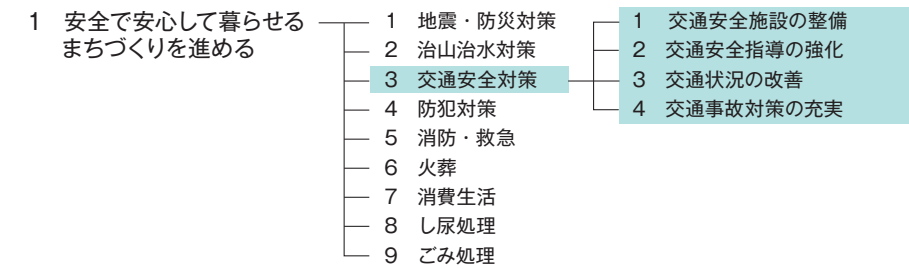 1 安全で安心して暮らせる
まちづくりを進める
1 地震・防災対策
2 治山治水対策
3 交通安全対策
4 防犯対策
5 消防・救急
6 火葬
7 消費生活
8 し尿処理
9 ごみ処理
1 交通安全施設の整備
2 交通安全指導の強化
3 交通状況の改善
4 交通事故対策の充実